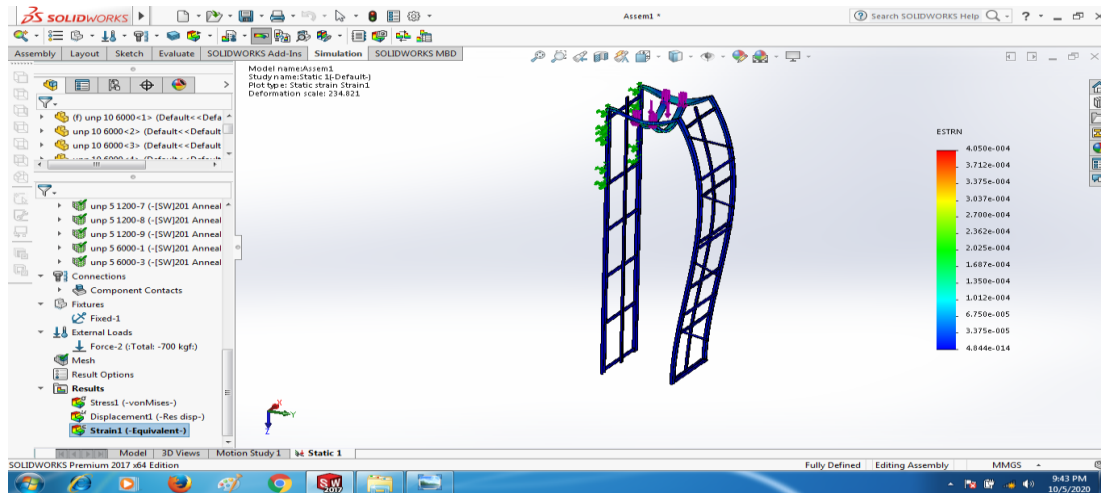 SOLIDWORKS
Assem1 *
Search SOLIDWORKS Help
Assembly Layout Sketch Evaluate SOLIDWORKS Add-Ins Simulation SOLIDWORKS MBD
Model name:Assem1
Study name:Static 1(-Default-)
Plot type: Static strain Strain1
Deformation scale: 234.821
(f) unp 10 6000<1> (Default<<Defa
unp 10 6000<2> (Default<<Default
unp 10 6000<3> (Default<<Default
unp 5 1200-7 (-[SW]201 Anneal
unp 5 1200-8 (-[SW]201 Anneal
unp 5 1200-9 (-[SW]201 Anneal
unp 5 6000-1 (-[SW]201 Anneal
unp 5 6000-3 (-[SW]201 Anneal
Connections
Component Contacts
Fixtures
Fixed-1
External Loads
Force-2 (:Total: -700 kgf:)
Mesh
Result Options
Results
Stress1 (-vonMises-)
Displacement1 (-Res disp-)
Strain1 (-Equivalent-)
ESTRN
4.050e-004
3.712e-004
3.375e-004
3.037e-004
2.700e-004
2.362e-004
2.025e-004
1.687e-004
1.350e-004
1.012e-004
6.750e-005
3.375e-005
4.844e-014
X
Y
Z
Model 3D Views Motion Study 1 Static 1
SOLIDWORKS Premium 2017 x64 Edition
Fully Defined Editing Assembly MMGS
SW
2017
9:43 PM
10/5/2020